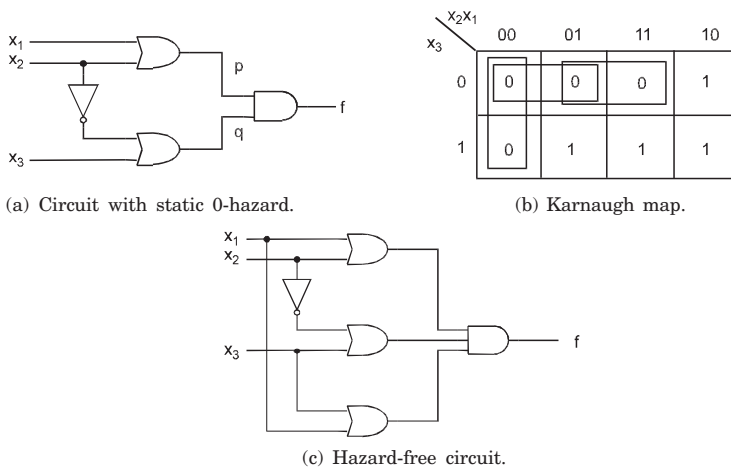 x1
x2
x3
p
q
f
(a) Circuit with static 0-hazard.
x2x1
x3
00 01 11 10
0 0 0 0 1
1 0 1 1 1
(b) Karnaugh map.
x1
x2
x3
f
(c) Hazard-free circuit.